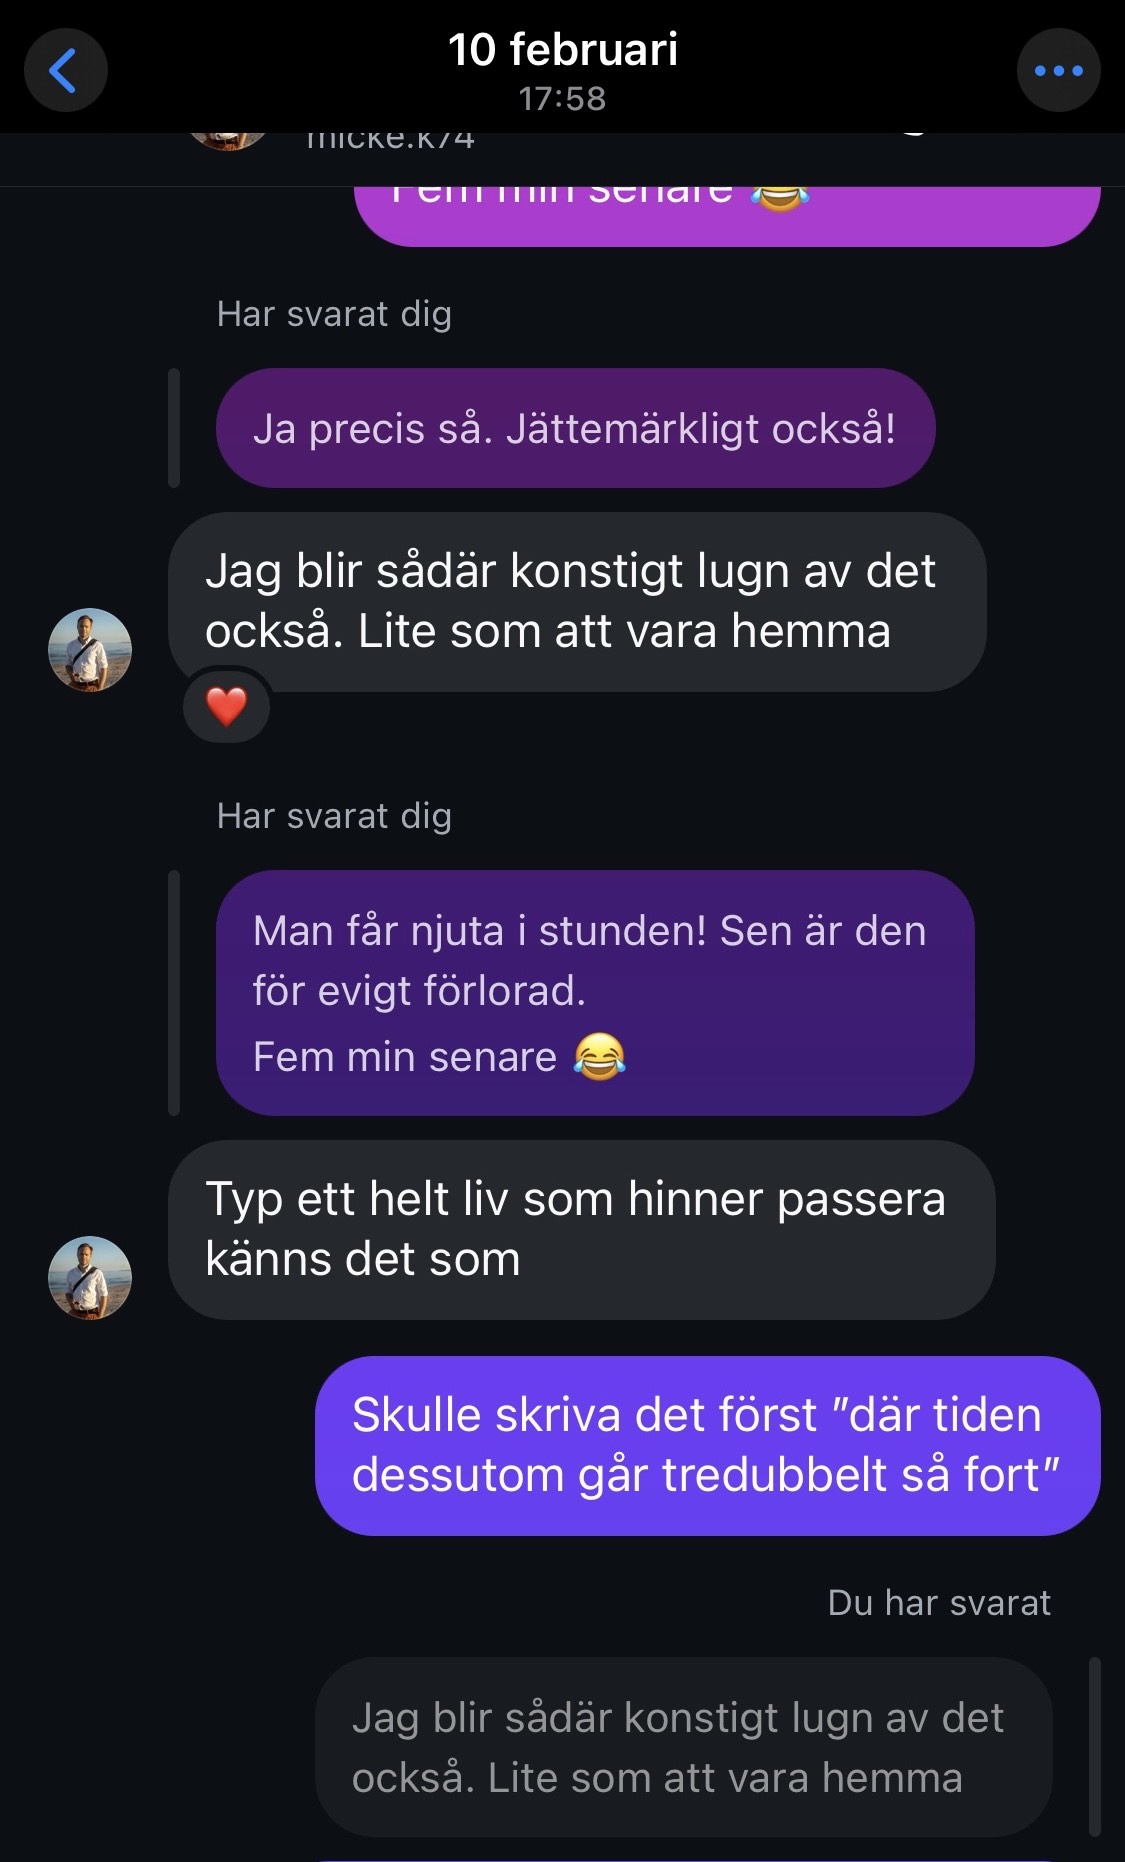 10 februari
17:58
micke.k74
Fem min senare 😂
Har svarat dig
Ja precis så. Jättemärkligt också!
Jag blir sådär konstigt lugn av det
också. Lite som att vara hemma
❤️
Har svarat dig
Man får njuta i stunden! Sen är den
för evigt förlorad.
Fem min senare 😂
Typ ett helt liv som hinner passera
känns det som
Skulle skriva det först ”där tiden
dessutom går tredubbelt så fort”
Du har svarat
Jag blir sådär konstigt lugn av det
också. Lite som att vara hemma